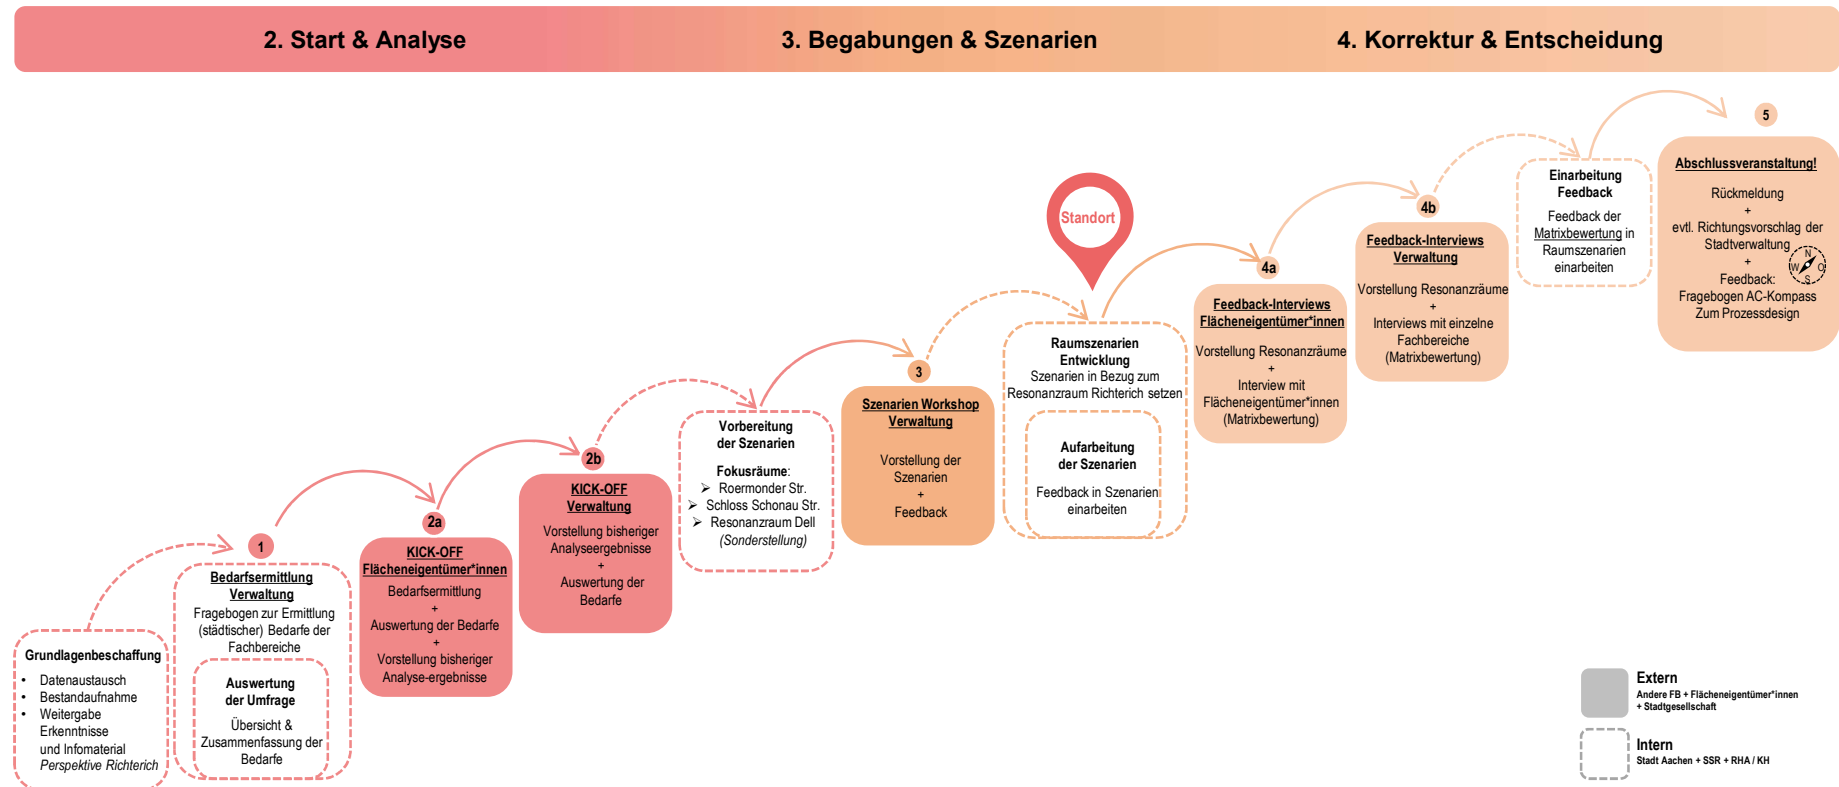 2. Start & Analyse
3. Begabungen & Szenarien
4. Korrektur & Entscheidung
Grundlagenbeschaffung
• Datenaustausch
• Bestandaufnahme
• Weitergabe
Erkenntnisse
und Infomaterial
Perspektive Richterich
1
Bedarfsermittlung
Verwaltung
Fragebogen zur Ermittlung
(städtischer) Bedarfe der
Fachbereiche
Auswertung
der Umfrage
Übersicht &
Zusammenfassung der
Bedarfe
2a
KICK-OFF
Flächeneigentümer*innen
Bedarfsermittlung
+
Auswertung der Bedarfe
+
Vorstellung bisheriger
Analyse-ergebnisse
2b
KICK-OFF
Verwaltung
Vorstellung bisheriger
Analyseergebnisse
+
Auswertung der
Bedarfe
Vorbereitung
der Szenarien
Fokusräume:
➢ Roermonder Str.
➢ Schloss Schonau Str.
➢ Resonanzraum Dell
(Sonderstellung)
3
Szenarien Workshop
Verwaltung
Vorstellung der
Szenarien
+
Feedback
Standort
Raumszenarien
Entwicklung
Szenarien in Bezug zum
Resonanzraum Richterich setzen
Aufarbeitung
der Szenarien
Feedback in Szenarien
einarbeiten
4a
Feedback-Interviews
Flächeneigentümer*innen
Vorstellung Resonanzräume
+
Interview mit
Flächeneigentümer*innen
(Matrixbewertung)
4b
Feedback-Interviews
Verwaltung
Vorstellung Resonanzräume
+
Interviews mit einzelne
Fachbereiche
(Matrixbewertung)
Einarbeitung
Feedback
Feedback der
Matrixbewertung in
Raumszenarien
einarbeiten
5
Abschlussveranstaltung!
Rückmeldung
+
evtl. Richtungsvorschlag der
Stadtverwaltung
+
Feedback:
Fragebogen AC-Kompass
Zum Prozessdesign
N
W O
S
Extern
Andere FB + Flächeneigentümer*innen
+ Stadtgesellschaft
Intern
Stadt Aachen + SSR + RHA / KH